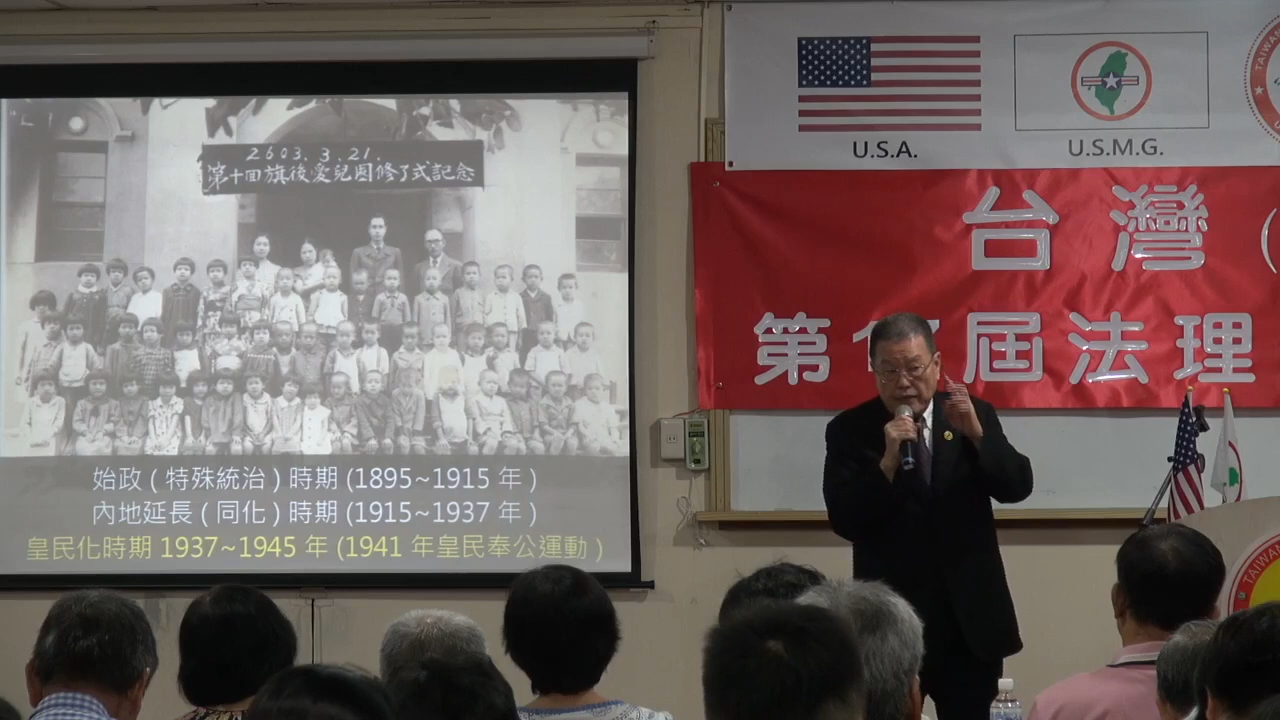 2603.3.21.
第十回旗後愛兒園修了式記念
始政(特殊統治)時期(1895~1915年)
內地延長(同化)時期(1915~1937年)
皇民化時期 1937~1945年(1941年皇民奉公運動)
U.S.A.
U.S.M.G.
TAIWAN
台灣(
第
屆法理
TAIWAN